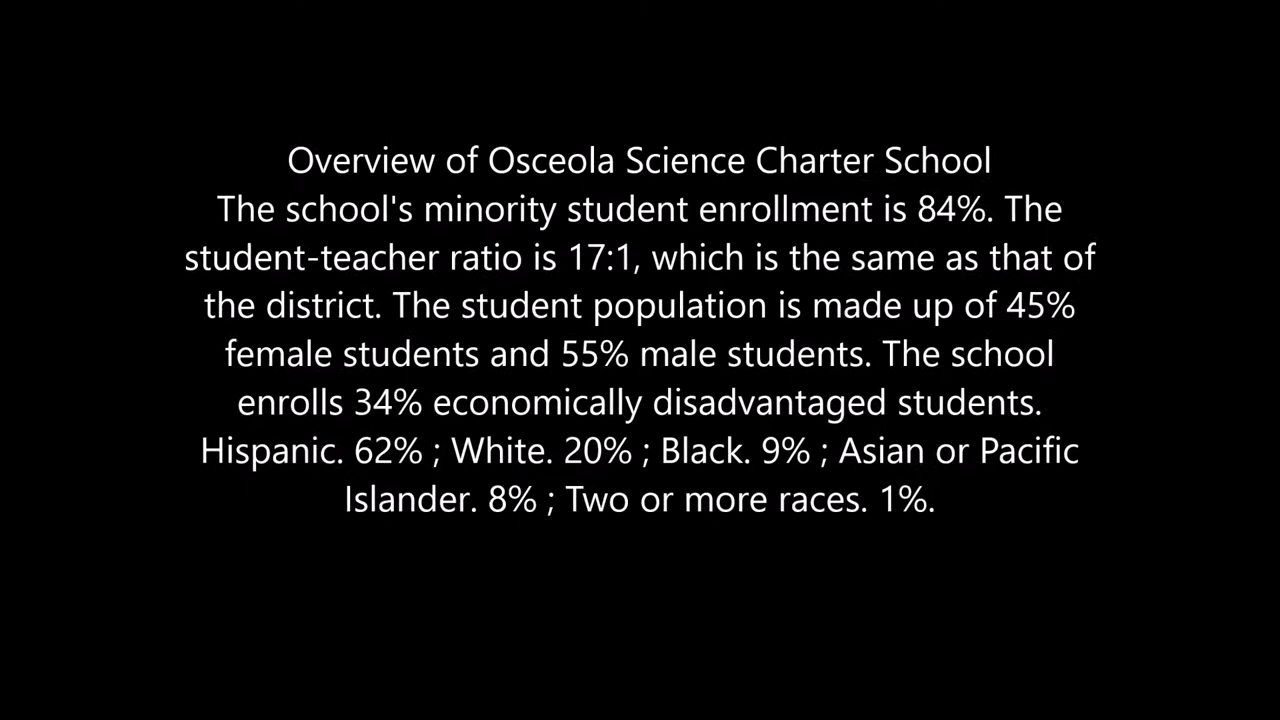 Overview of Osceola Science Charter School
The school's minority student enrollment is 84%. The
student-teacher ratio is 17:1, which is the same as that of
the district. The student population is made up of 45%
female students and 55% male students. The school
enrolls 34% economically disadvantaged students.
Hispanic. 62% ; White. 20% ; Black. 9% ; Asian or Pacific
Islander. 8% ; Two or more races. 1%.